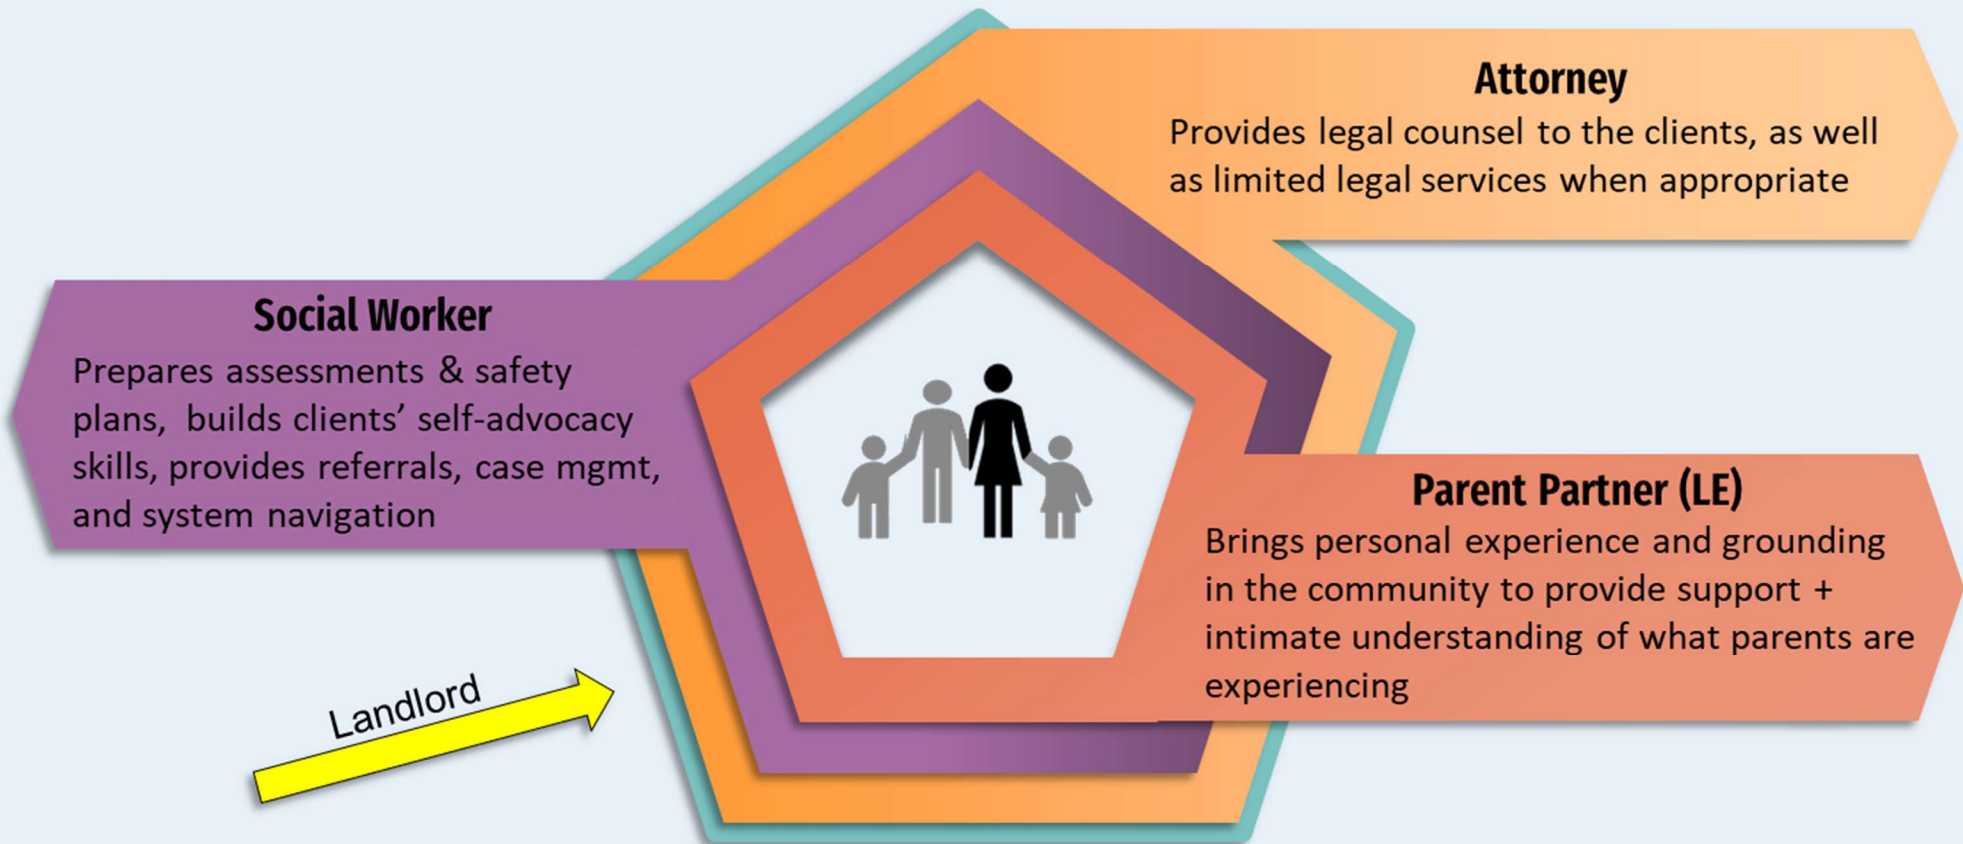 Attorney
Provides legal counsel to the clients, as well
as limited legal services when appropriate
Social Worker
Prepares assessments & safety
plans, builds clients’ self-advocacy
skills, provides referrals, case mgmt,
and system navigation
Parent Partner (LE)
Brings personal experience and grounding
in the community to provide support +
intimate understanding of what parents are
experiencing
Landlord